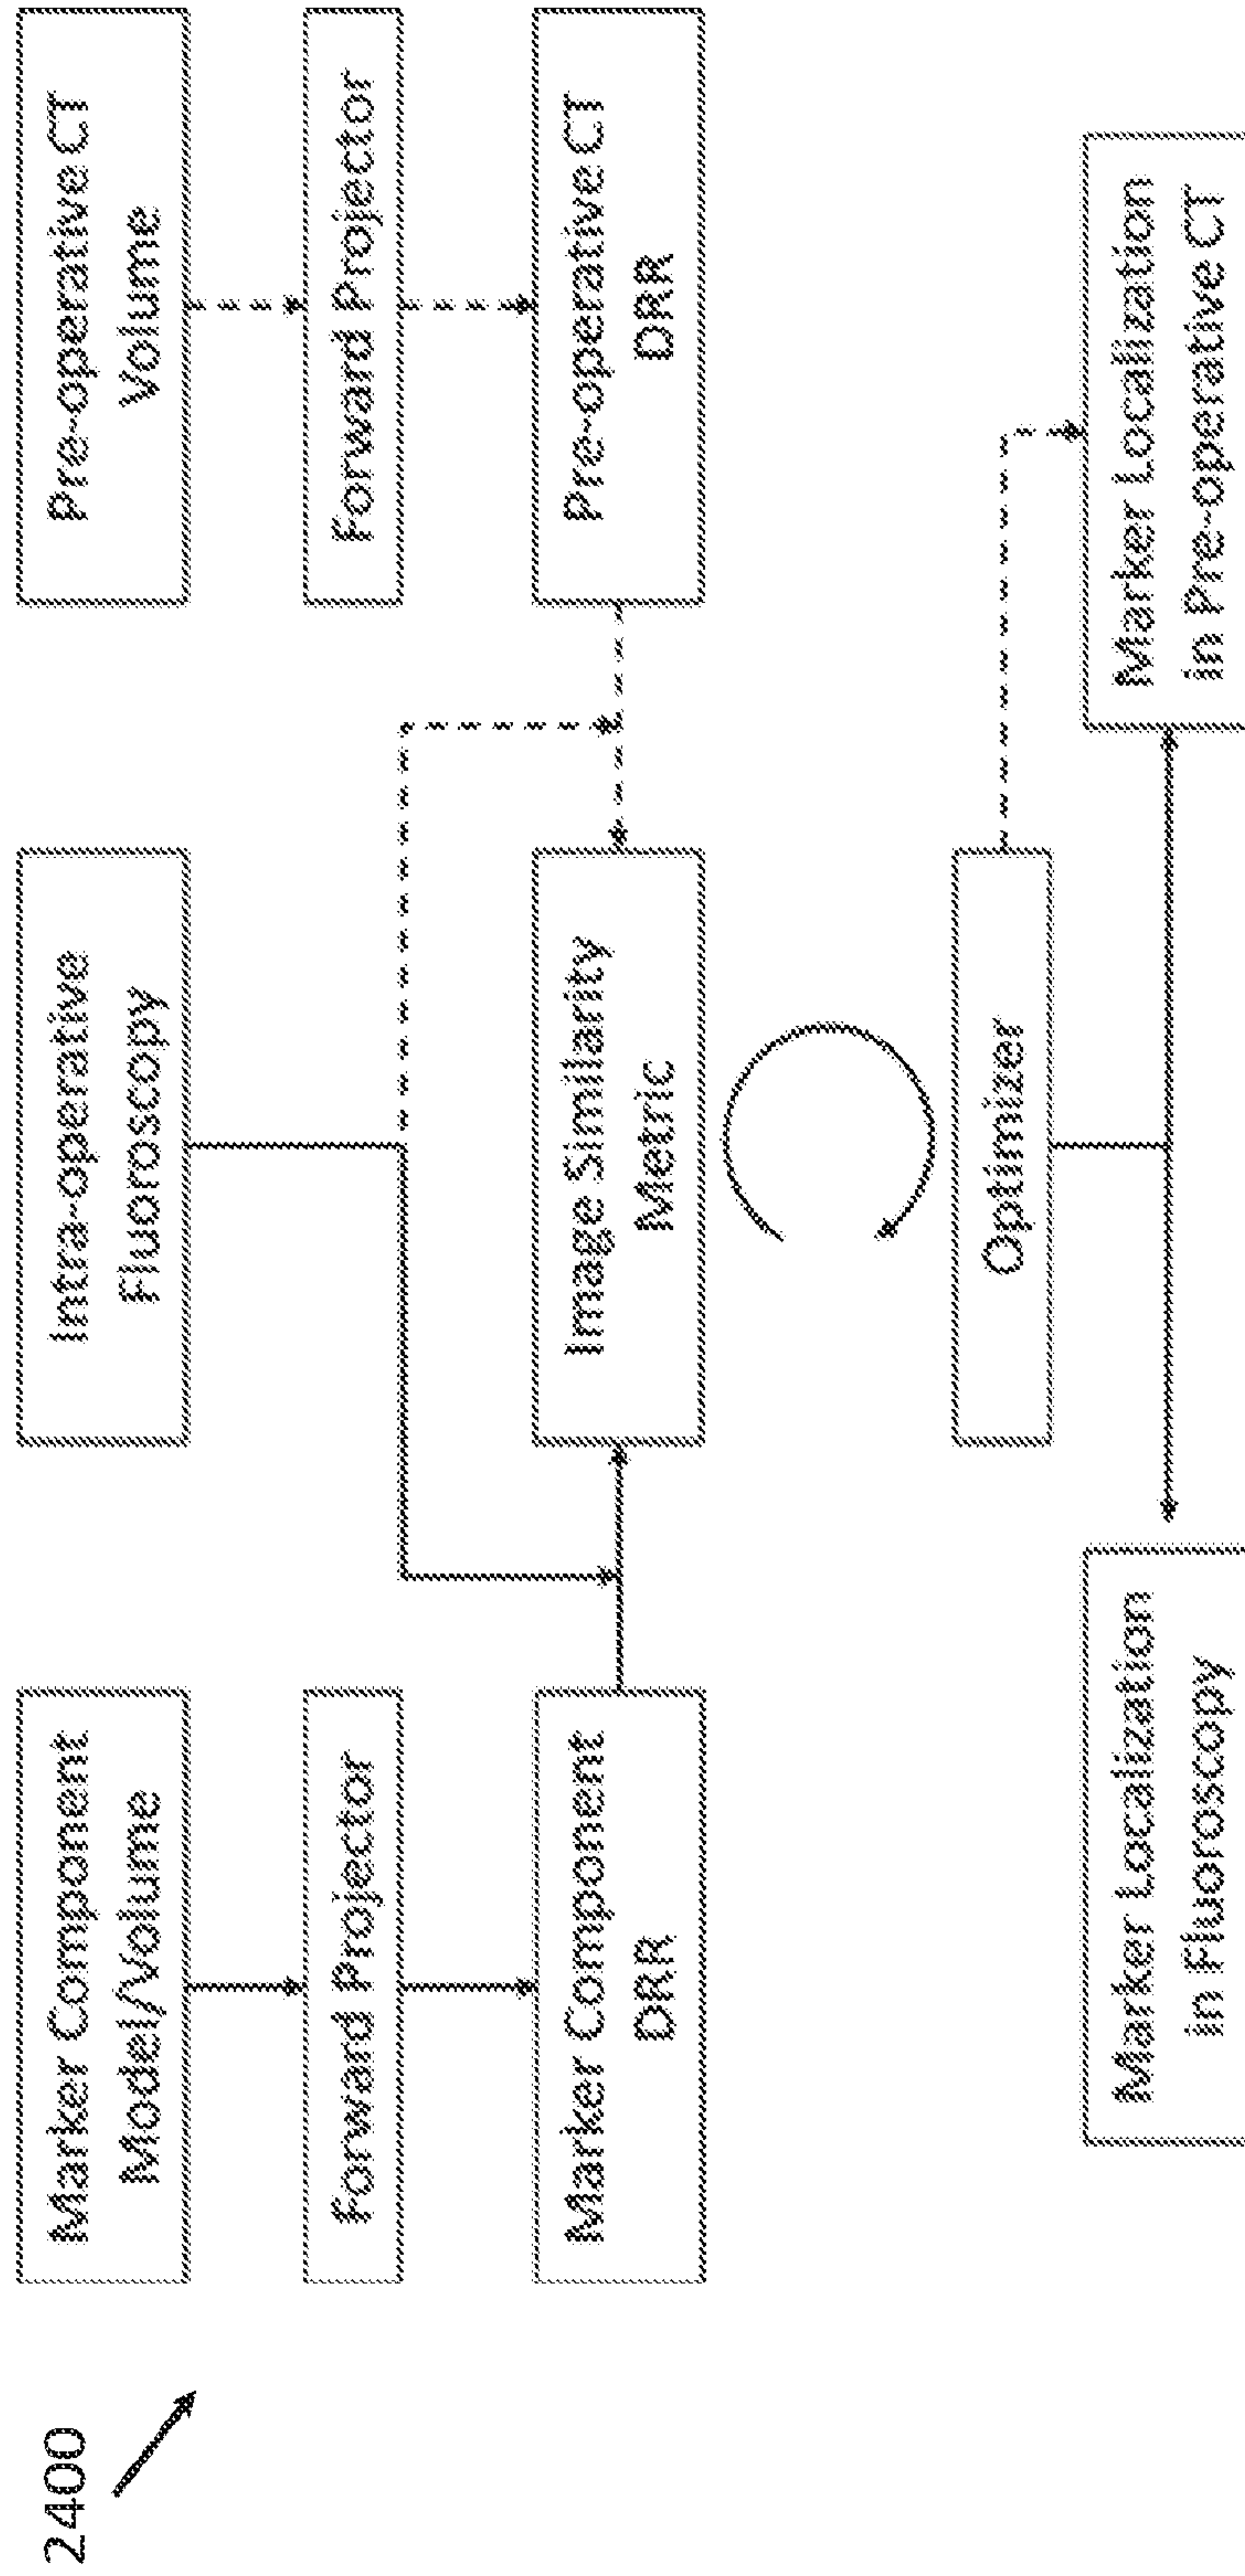 2400
Marker Component
Model/Volume
Intra-operative
Fluoroscopy
Pre-operative CT
Volume
Forward Projector
Forward Projector
Marker Component
DRR
Image Similarity
Metric
Pre-operative CT
DRR
Optimizer
Marker Localization
in Fluoroscopy
Marker Localization
in Pre-operative CT